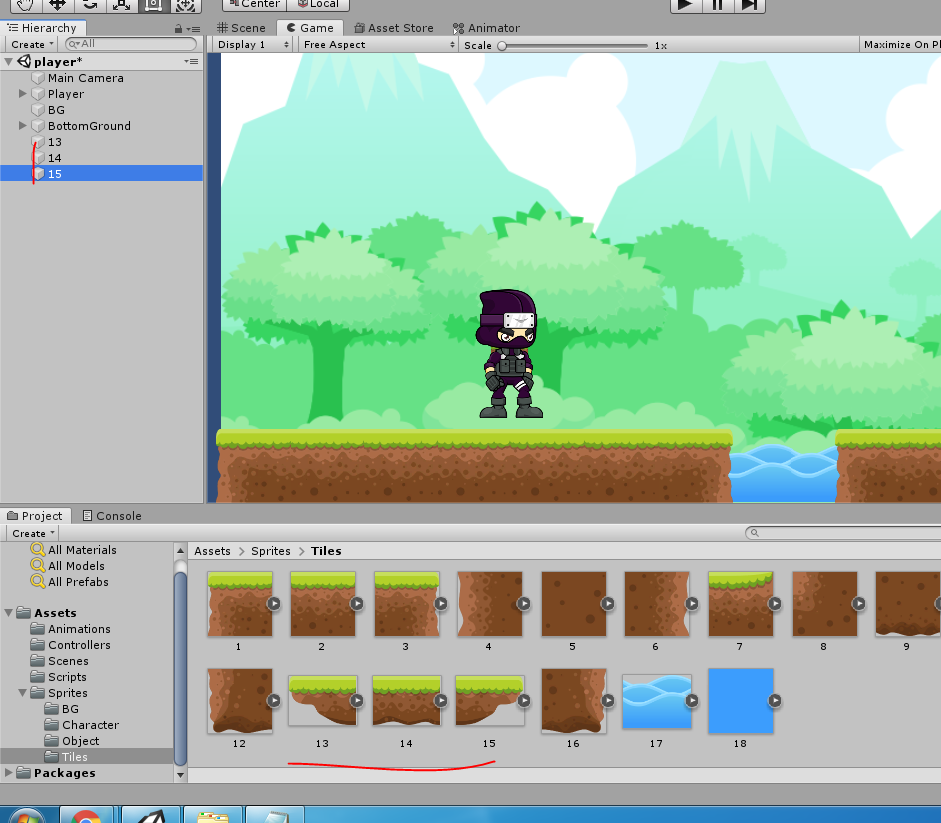 Center Local
Hierarchy Scene Game Asset Store Animator
Create All Display 1 Free Aspect Scale 1x Maximize On Pl
player*
Main Camera
Player
BG
BottomGround
13
14
15
Project Console
Create
All Materials Assets > Sprites > Tiles
All Models
All Prefabs
Assets
Animations
Controllers 1 2 3 4 5 6 7 8 9
Scenes
Scripts
Sprites
BG
Character
Object 12 13 14 15 16 17 18
Tiles
Packages